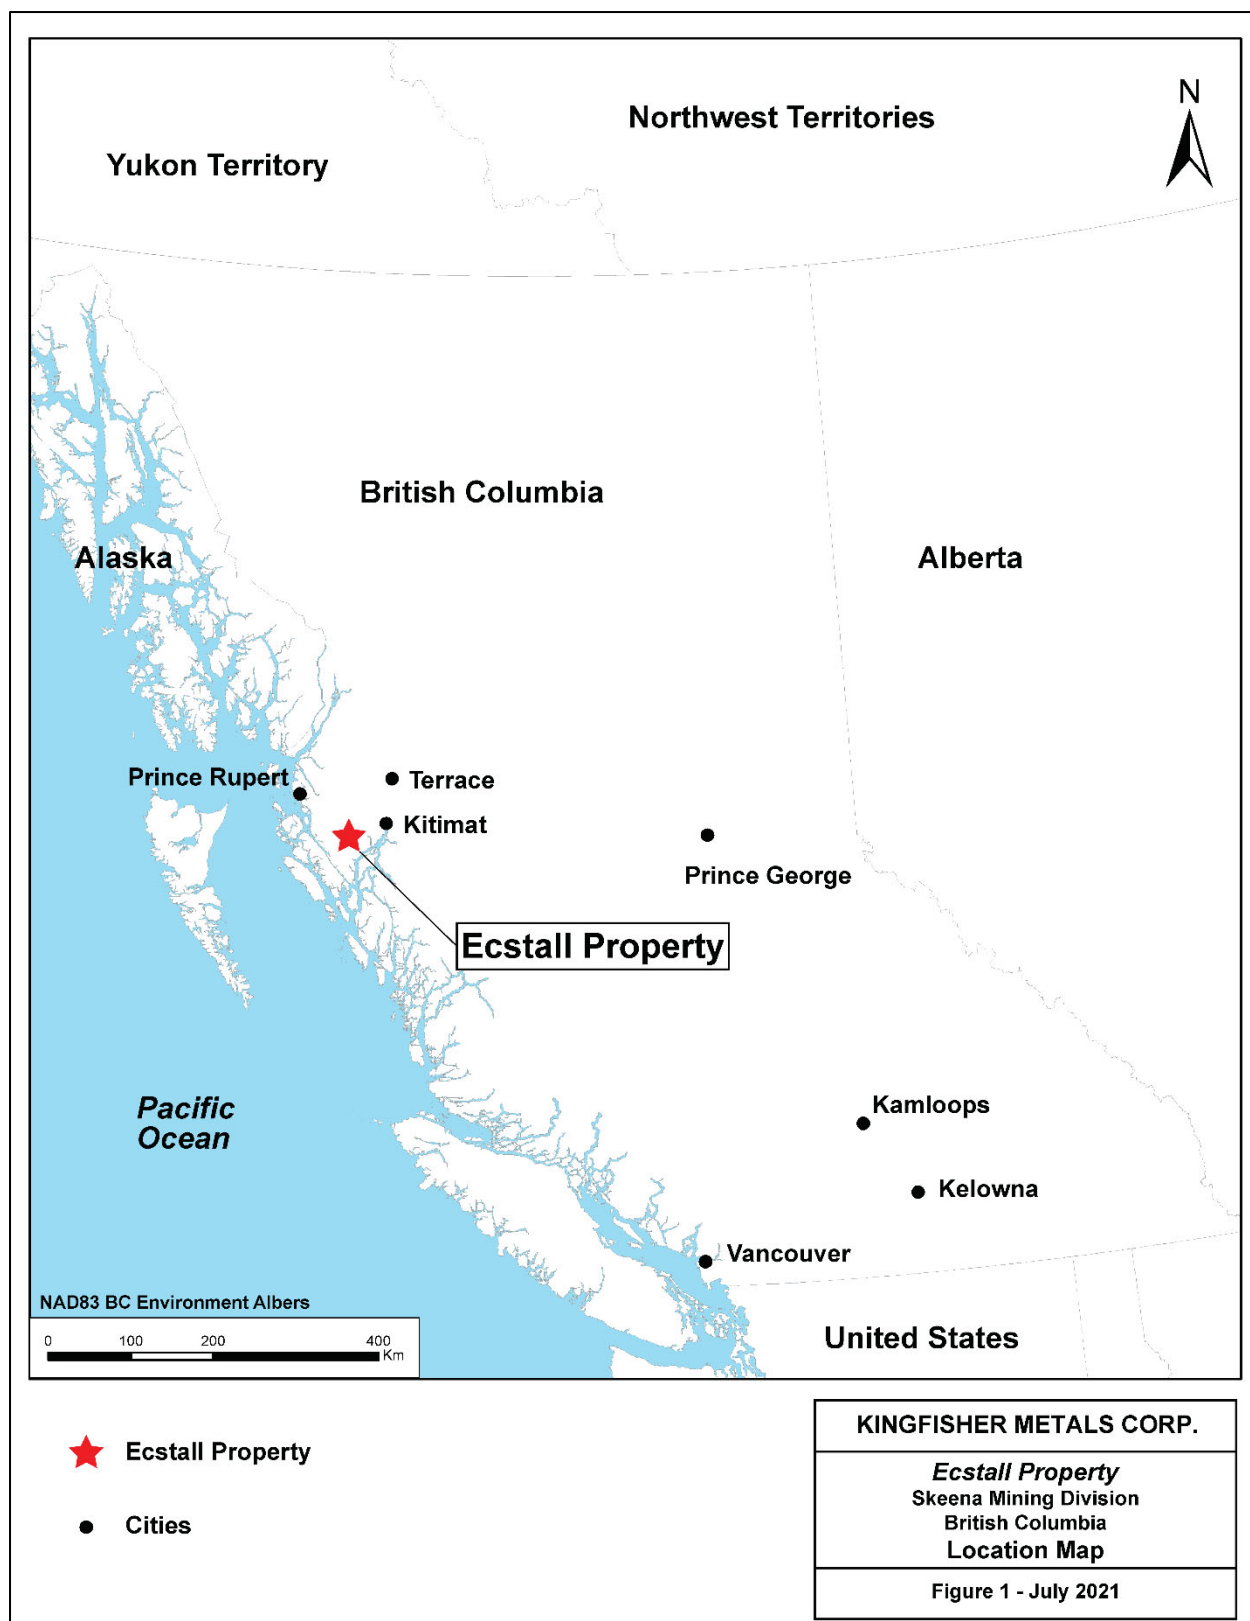 N
Northwest Territories
Yukon Territory
British Columbia
Alaska
Alberta
Prince Rupert
Terrace
Kitimat
Prince George
Ecstall Property
Pacific
Ocean
Kamloops
Kelowna
Vancouver
United States
NAD83 BC Environment Albers
0 100 200 400
Km
Ecstall Property
Cities
KINGFISHER METALS CORP.
Ecstall Property
Skeena Mining Division
British Columbia
Location Map
Figure 1 - July 2021